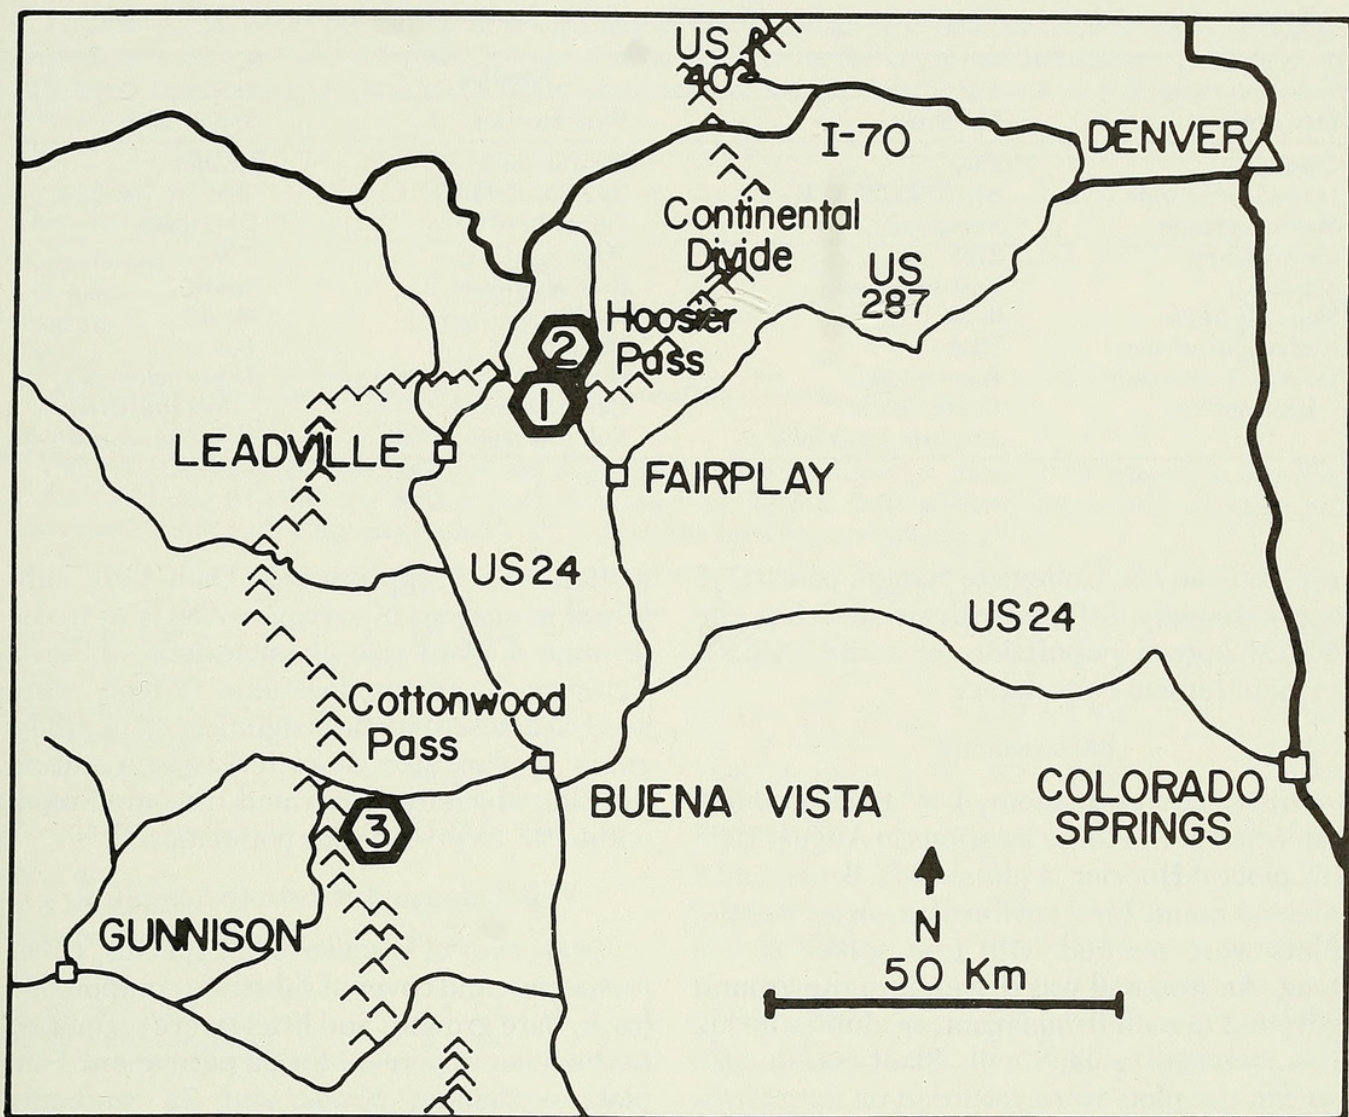 US
40
I-70
DENVER
Continental
Divide
US
287
Hoosier
Pass
2
1
LEADVILLE
FAIRPLAY
US 24
US 24
Cottonwood
Pass
BUENA VISTA
COLORADO
SPRINGS
3
GUNNISON
N
50 Km